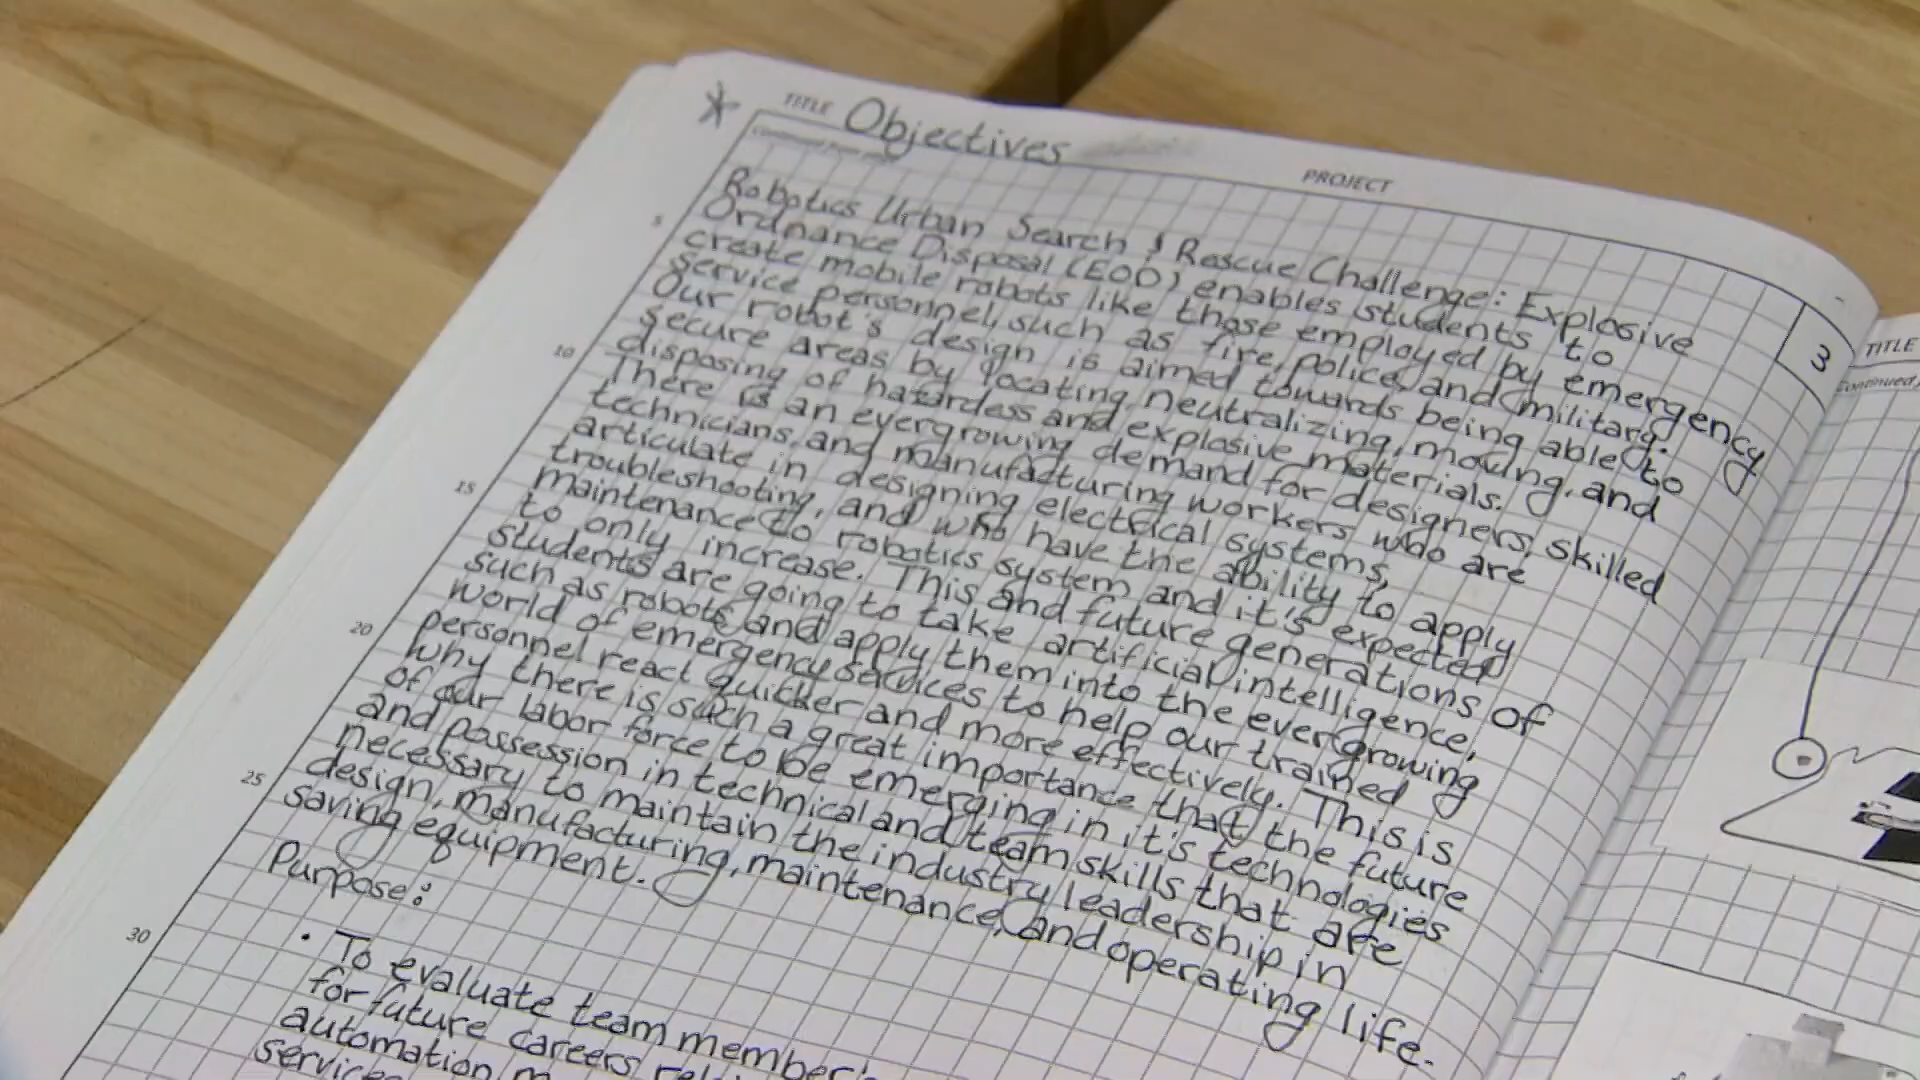 TITLE Objectives
PROJECT
3
Robotics Urban Search & Rescue Challenge: Explosive
Ordnance Disposal (EOD) enables students to
create mobile robots like those employed by emergency
service personnel, such as fire, police, and military.
Our robot's design is aimed towards being able to
secure areas by locating, neutralizing, moving, and
disposing of hazardess and explosive materials.
There is an evergrowing demand for designers, skilled
technicians, and manufacturing workers who are
articulate in designing electrical systems,
troubleshooting, and who have the ability to apply
maintenance to robotics system and it's expected
to only increase. This and future generations of
students are going to take artificial intelligence,
such as robots, and apply them into the evergrowing
world of emergency services to help our trained
personnel react quicker and more effectively. This is
why there is such a great importance that the future
of our labor force to be emerging in it's technologies
and possession in technical and team skills that are
necessary to maintain the industry leadership in
design, manufacturing, maintenance, and operating life-
saving equipment.
Purpose:
• To evaluate team member's
for future careers
automation
5
10
15
20
25
30
TITLE
Continued